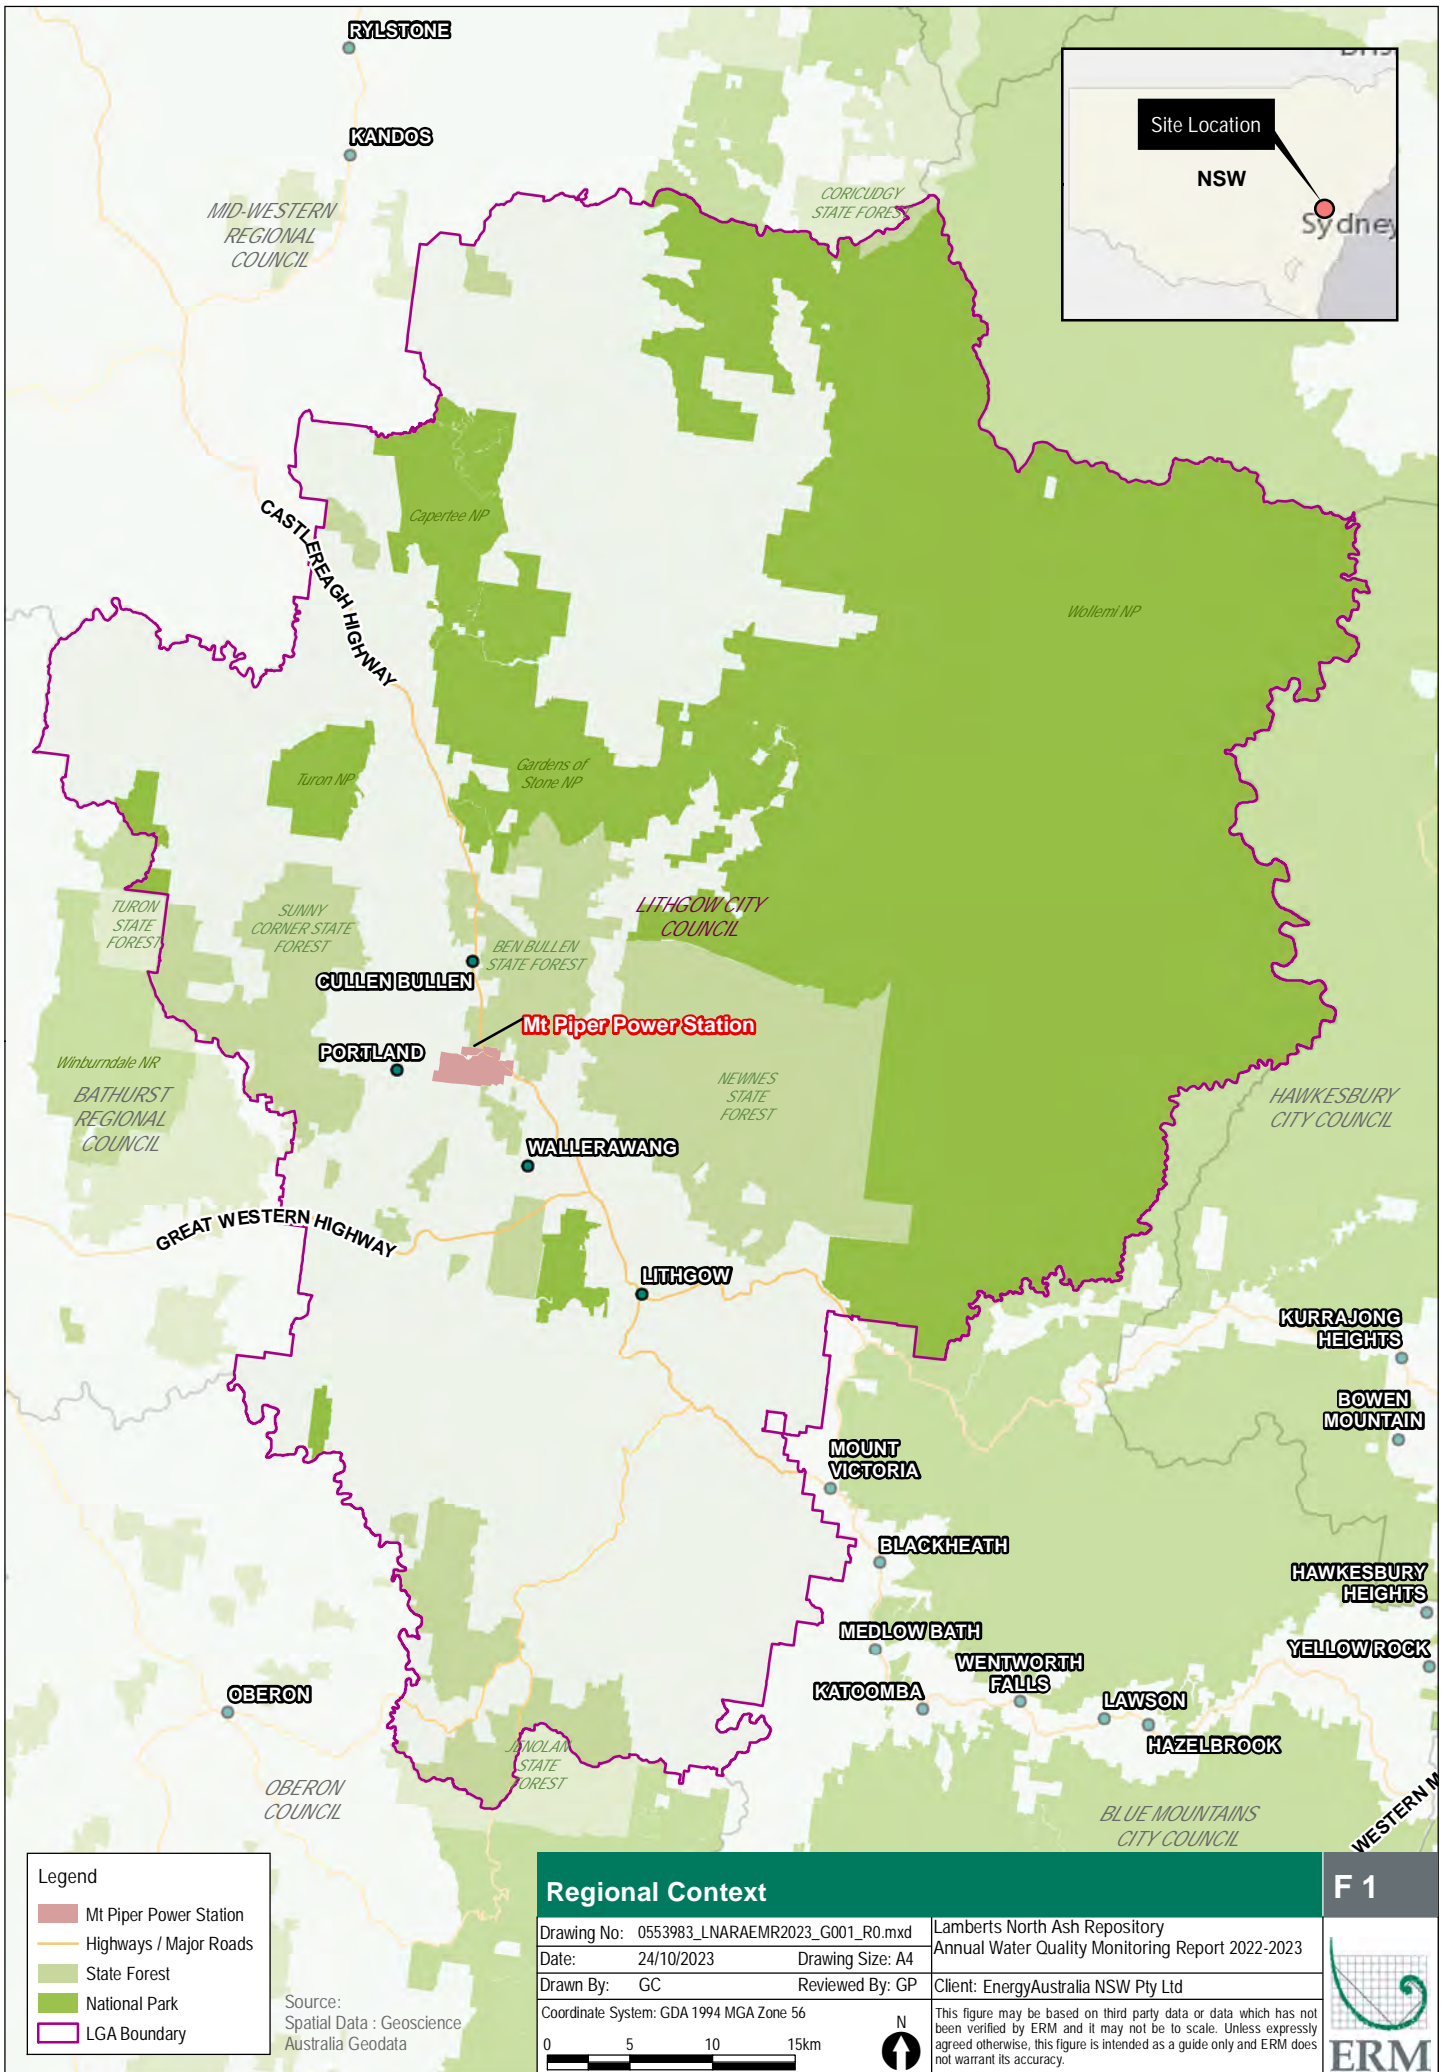 RYLSTONE
KANDOS
MID-WESTERN
REGIONAL
COUNCIL
CORICUDGY
STATE FOREST
Site Location
NSW
Sydney
CASTLEREAGH HIGHWAY
Capertee NP
Wollemi NP
Turon NP
Gardens of
Stone NP
TURON
STATE
FOREST
SUNNY
CORNER STATE
FOREST
LITHGOW CITY
COUNCIL
BEN BULLEN
STATE FOREST
CULLEN BULLEN
Mt Piper Power Station
PORTLAND
Winburndale NR
BATHURST
REGIONAL
COUNCIL
NEWNES
STATE
FOREST
HAWKESBURY
CITY COUNCIL
WALLERAWANG
GREAT WESTERN HIGHWAY
LITHGOW
KURRAJONG
HEIGHTS
BOWEN
MOUNTAIN
MOUNT
VICTORIA
BLACKHEATH
HAWKESBURY
HEIGHTS
MEDLOW BATH
WENTWORTH
FALLS
YELLOW ROCK
KATOOMBA
LAWSON
HAZELBROOK
OBERON
JENOLAN
STATE
FOREST
OBERON
COUNCIL
BLUE MOUNTAINS
CITY COUNCIL
WESTERN M
Legend
Mt Piper Power Station
Highways / Major Roads
State Forest
National Park
LGA Boundary
Source:
Spatial Data : Geoscience
Australia Geodata
Regional Context
F 1
Drawing No: 0553983_LNARAEMR2023_G001_R0.mxd
Date: 24/10/2023 Drawing Size: A4
Drawn By: GC Reviewed By: GP
Coordinate System: GDA 1994 MGA Zone 56
0 5 10 15km
N
Lamberts North Ash Repository
Annual Water Quality Monitoring Report 2022-2023
Client: EnergyAustralia NSW Pty Ltd
This figure may be based on third party data or data which has not
been verified by ERM and it may not be to scale. Unless expressly
agreed otherwise, this figure is intended as a guide only and ERM does
not warrant its accuracy.
ERM